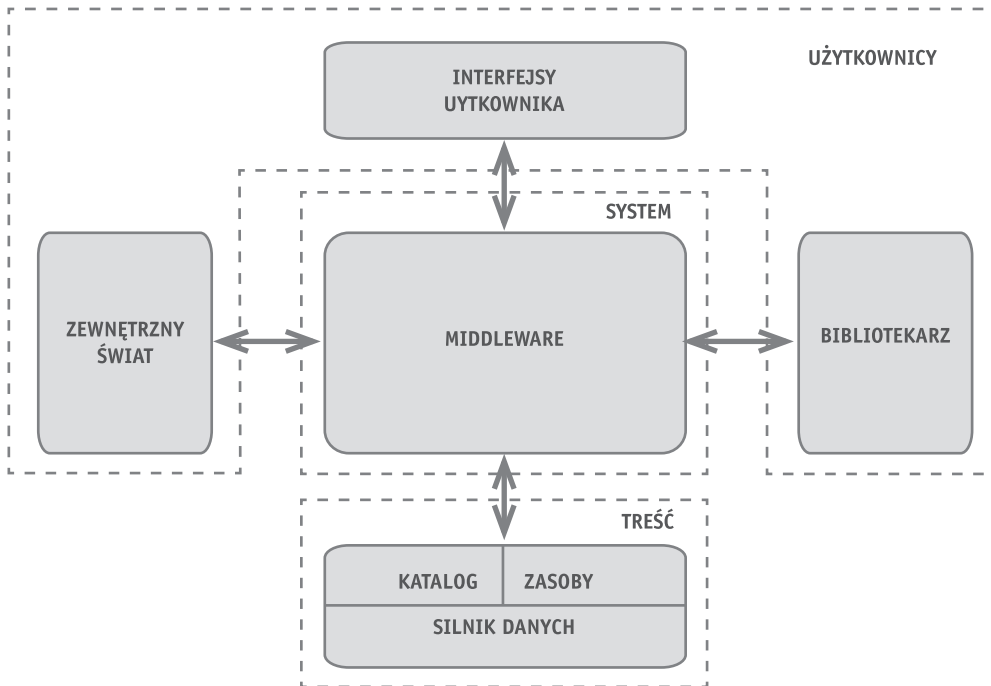 UŻYTKOWNICY
INTERFEJSY
UYTKOWNIKA
SYSTEM
ZEWNĘTRZNY
ŚWIAT
MIDDLEWARE
BIBLIOTEKARZ
TREŚĆ
KATALOG
ZASOBY
SILNIK DANYCH